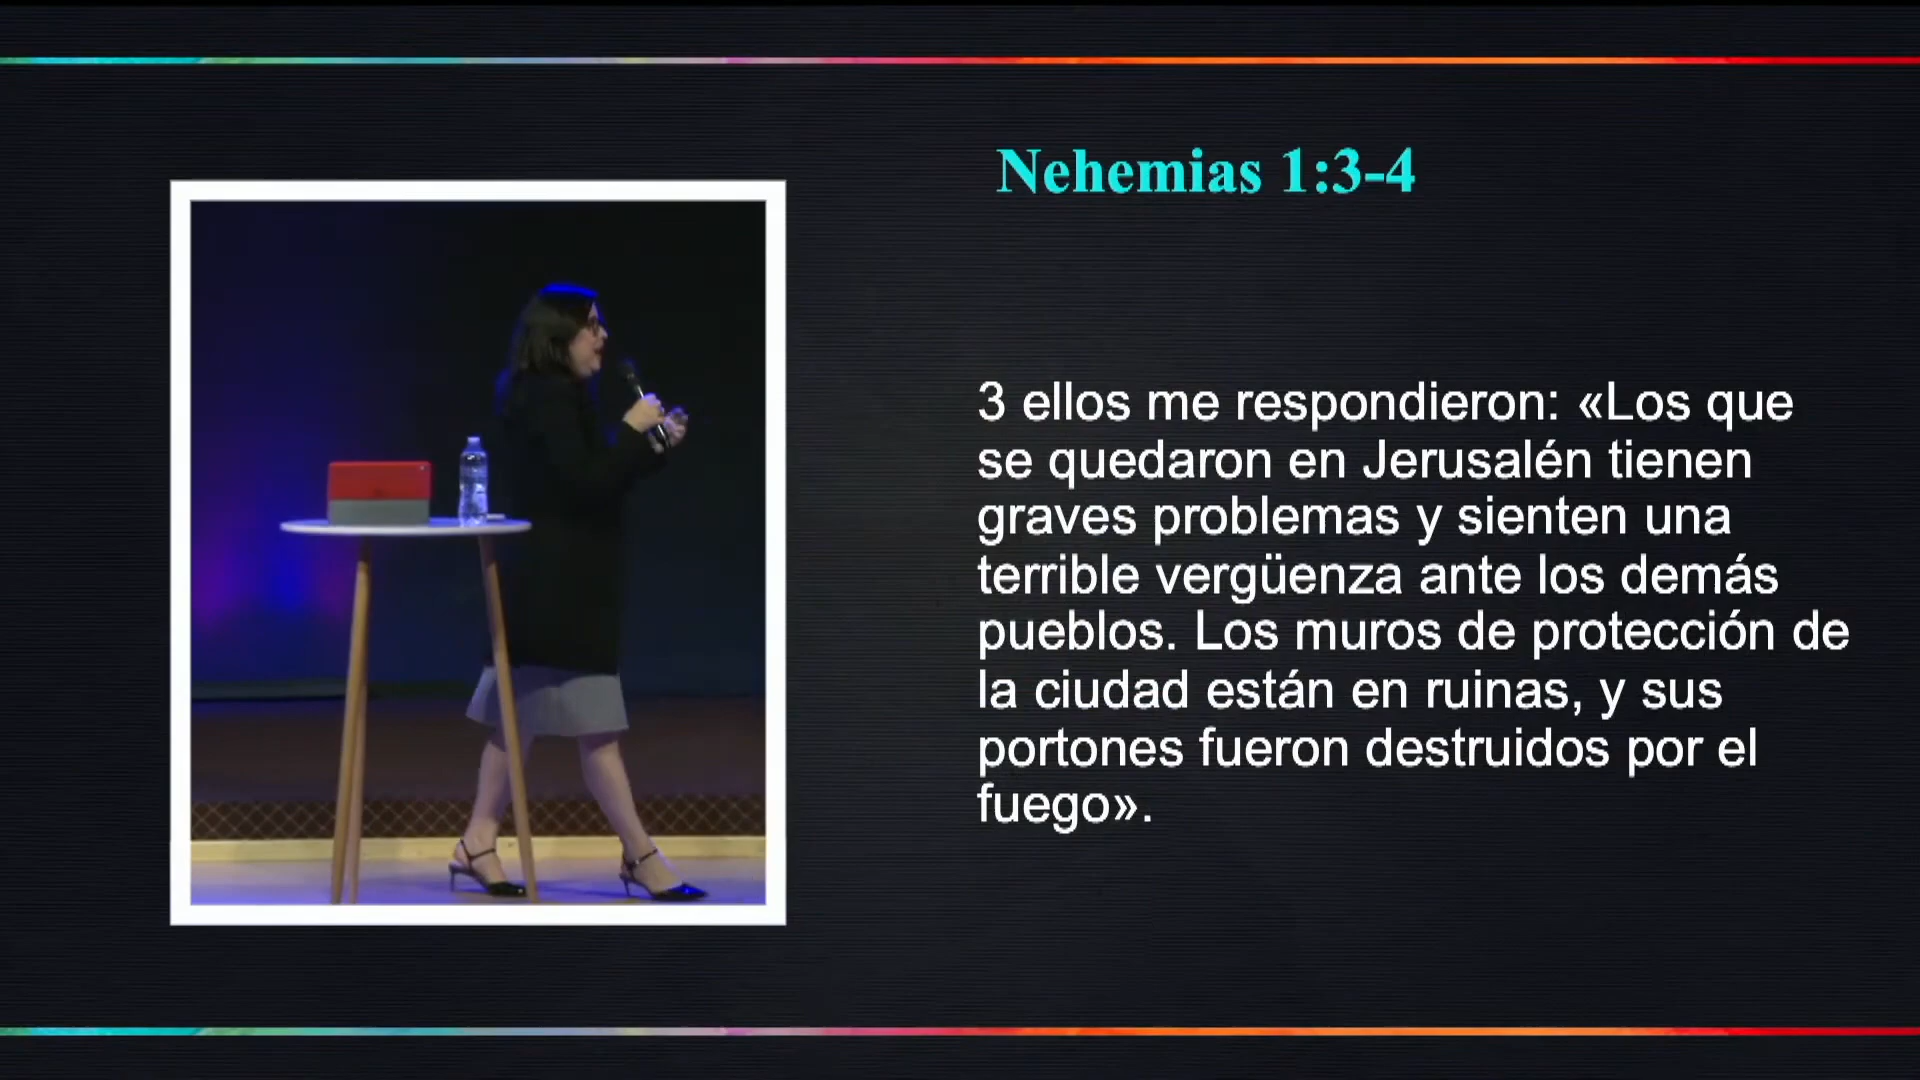 Nehemias 1:3-4
3 ellos me respondieron: «Los que
se quedaron en Jerusalén tienen
graves problemas y sienten una
terrible vergüenza ante los demás
pueblos. Los muros de protección de
la ciudad están en ruinas, y sus
portones fueron destruidos por el
fuego».